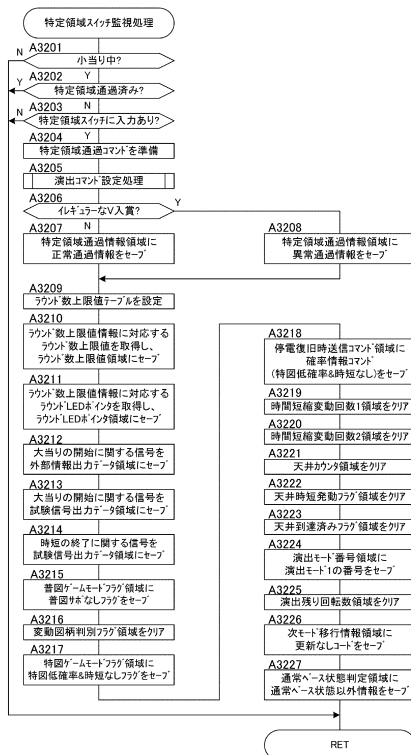 特定領域スイッチ監視処理
A3201
小当り中?
N
A3202
Y
特定領域通過済み?
Y
A3203
N
特定領域スイッチに入力あり?
N
A3204
Y
特定領域通過コマンドを準備
A3205
演出コマンド設定処理
A3206
イレギュラーなV入賞?
Y
A3207
N
特定領域通過情報領域に
正常通過情報をセーブ
A3208
特定領域通過情報領域に
異常通過情報をセーブ
A3209
ラウンド数上限値テーブルを設定
A3210
ラウンド数上限値情報に対応する
ラウンド数上限値を取得し、
ラウンド数上限値領域にセーブ
A3211
ラウンド数上限値情報に対応する
ラウンドLEDポインタを取得し、
ラウンドLEDポインタ領域にセーブ
A3212
大当りの開始に関する信号を
外部情報出力データ領域にセーブ
A3213
大当りの開始に関する信号を
試験信号出力データ領域にセーブ
A3214
時短の終了に関する信号を
試験信号出力データ領域にセーブ
A3215
普図ゲームモードフラグ領域に
普図サポなしフラグをセーブ
A3216
変動図柄判別フラグ領域をクリア
A3217
特図ゲームモードフラグ領域に
特図低確率&時短なしフラグをセーブ
A3218
停電復旧時送信コマンド領域に
確率情報コマンド
(特図低確率&時短なし)をセーブ
A3219
時間短縮変動回数1領域をクリア
A3220
時間短縮変動回数2領域をクリア
A3221
天井カウンタ領域をクリア
A3222
天井時短発動フラグ領域をクリア
A3223
天井到達済みフラグ領域をクリア
A3224
演出モード番号領域に
演出モード1の番号をセーブ
A3225
演出残り回転数領域をクリア
A3226
次モード移行情報領域に
更新なしコードをセーブ
A3227
通常ベース状態判定領域に
通常ベース状態以外情報をセーブ
RET